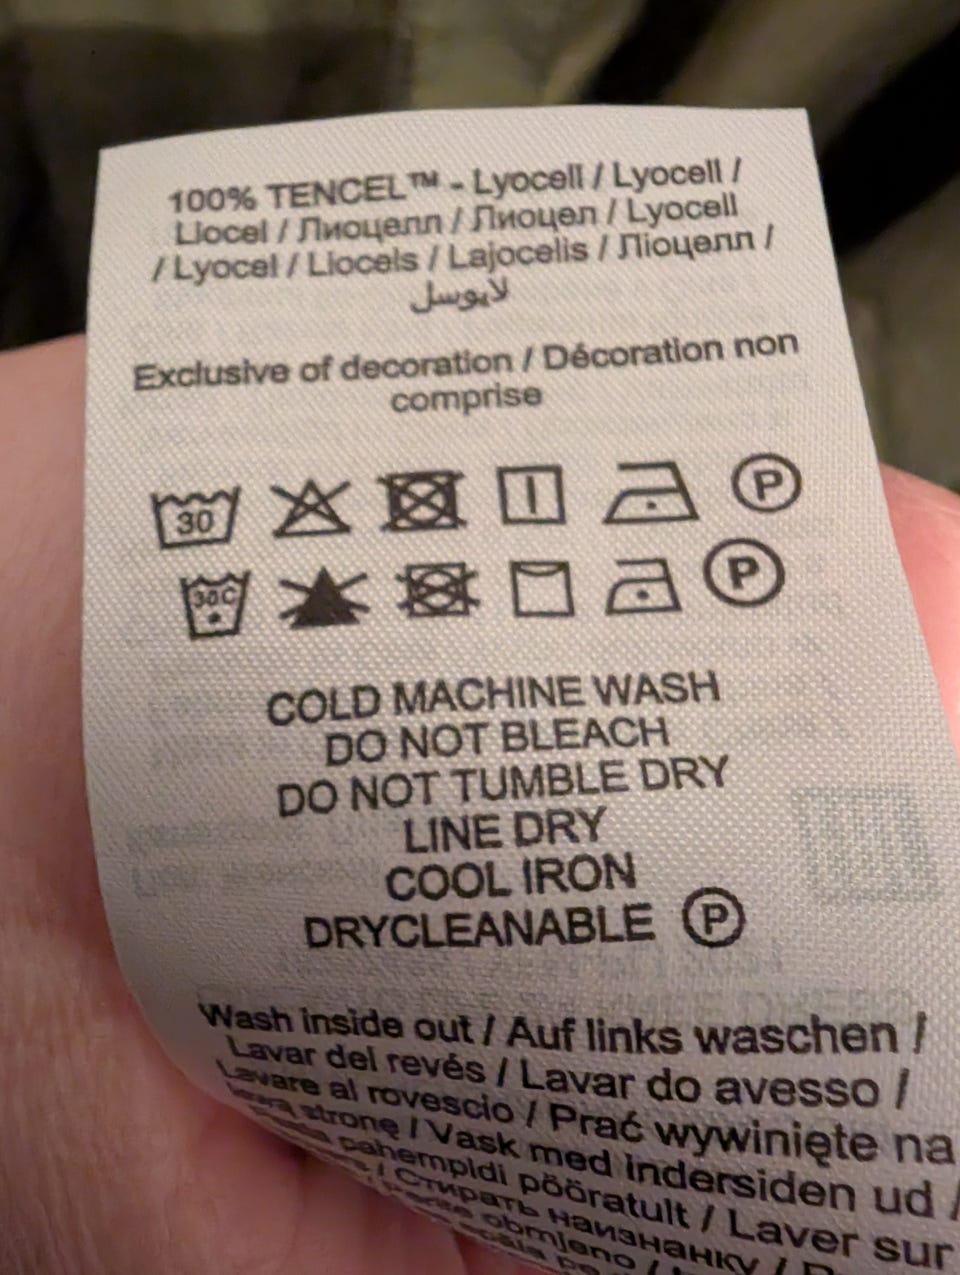 100% TENCEL™ - Lyocell / Lyocell /
Liocel / Лиоцелл / Лиоцел / Lyocell
/ Lyocel / Liocels / Lajocelis / Ліоцелл /
لايوسل
Exclusive of decoration / Décoration non
comprise
30 P
30C P
COLD MACHINE WASH
DO NOT BLEACH
DO NOT TUMBLE DRY
LINE DRY
COOL IRON
DRYCLEANABLE P
Wash inside out / Auf links waschen /
Lavar del revés / Lavar do avesso /
Lavare al rovescio / Prać wywinięte na
lewą stronę / Vask med indersiden ud /
pahempidi pööratult / Laver sur
/ Стирать наизнанку /
obrnjeno /